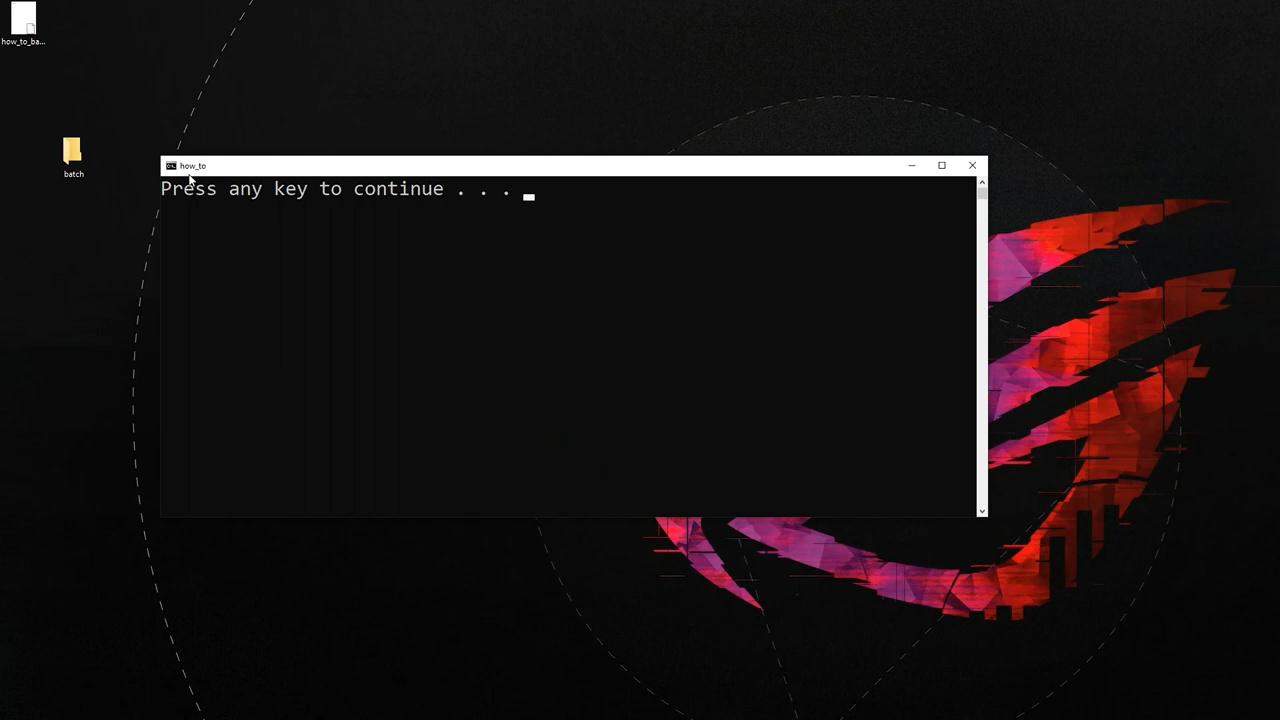 how_to_ba...
batch
how_to
Press any key to continue . . .